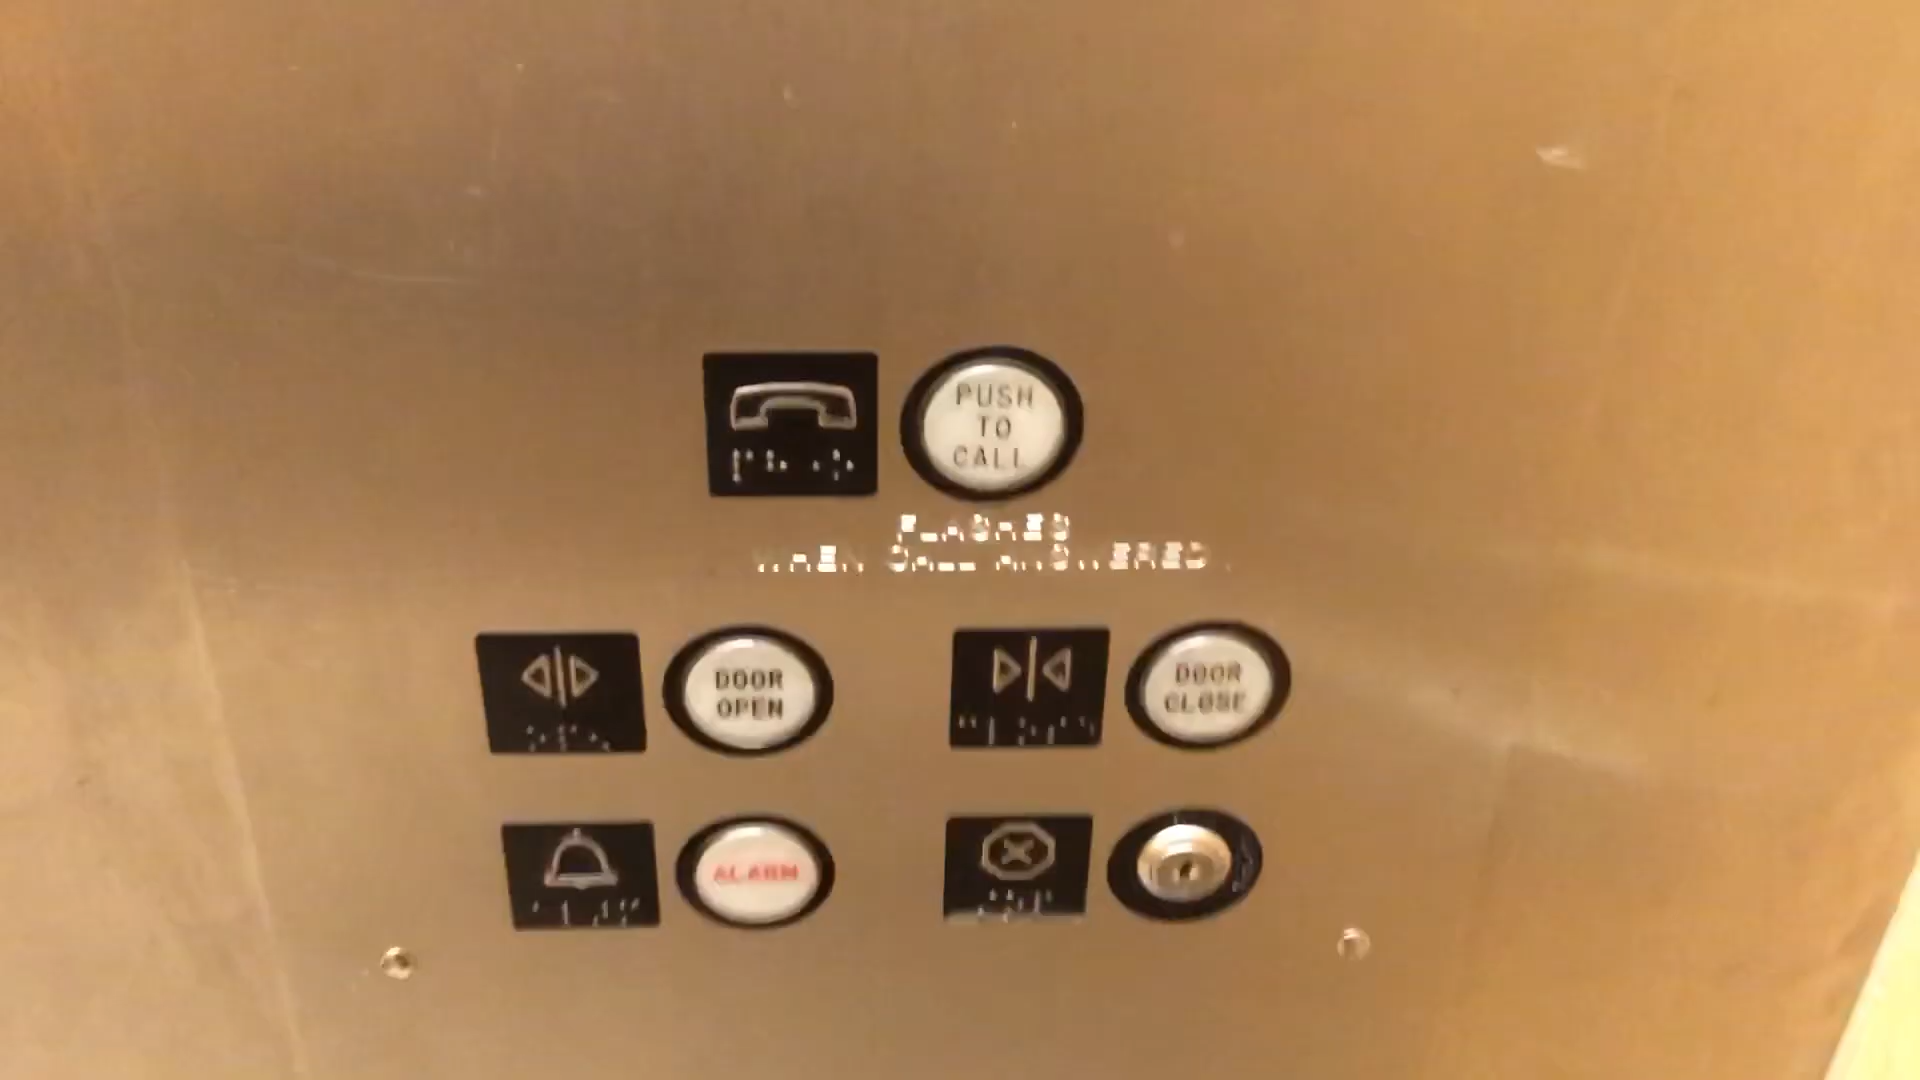 PUSH
TO
CALL
FLASHES
WHEN CALL ANSWERED
DOOR
OPEN
DOOR
CLOSE
ALARM